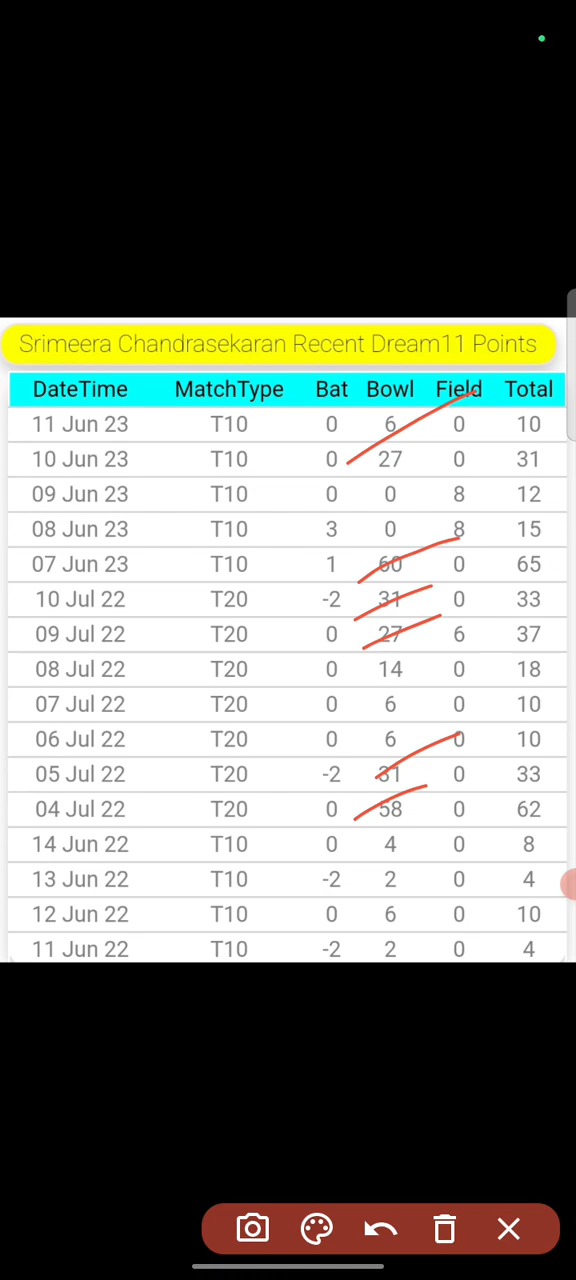 Srimeera Chandrasekaran Recent Dream11 Points
DateTime MatchType Bat Bowl Field Total
11 Jun 23 T10 0 6 0 10
10 Jun 23 T10 0 27 0 31
09 Jun 23 T10 0 0 8 12
08 Jun 23 T10 3 0 8 15
07 Jun 23 T10 1 60 0 65
10 Jul 22 T20 -2 31 0 33
09 Jul 22 T20 0 27 6 37
08 Jul 22 T20 0 14 0 18
07 Jul 22 T20 0 6 0 10
06 Jul 22 T20 0 6 0 10
05 Jul 22 T20 -2 31 0 33
04 Jul 22 T20 0 58 0 62
14 Jun 22 T10 0 4 0 8
13 Jun 22 T10 -2 2 0 4
12 Jun 22 T10 0 6 0 10
11 Jun 22 T10 -2 2 0 4